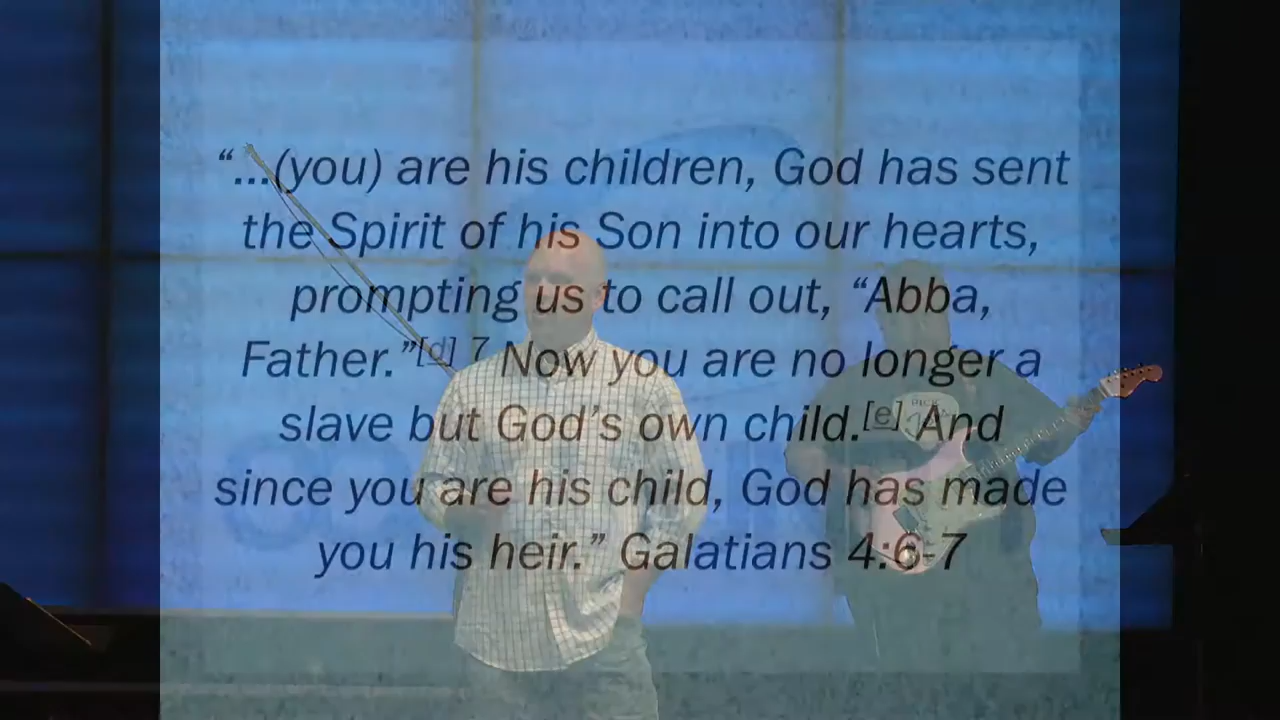 “...(you) are his children, God has sent
the Spirit of his Son into our hearts,
prompting us to call out, “Abba,
Father.”[d] 7 Now you are no longer a
slave but God’s own child.[e] And
since you are his child, God has made
you his heir.” Galatians 4:6-7